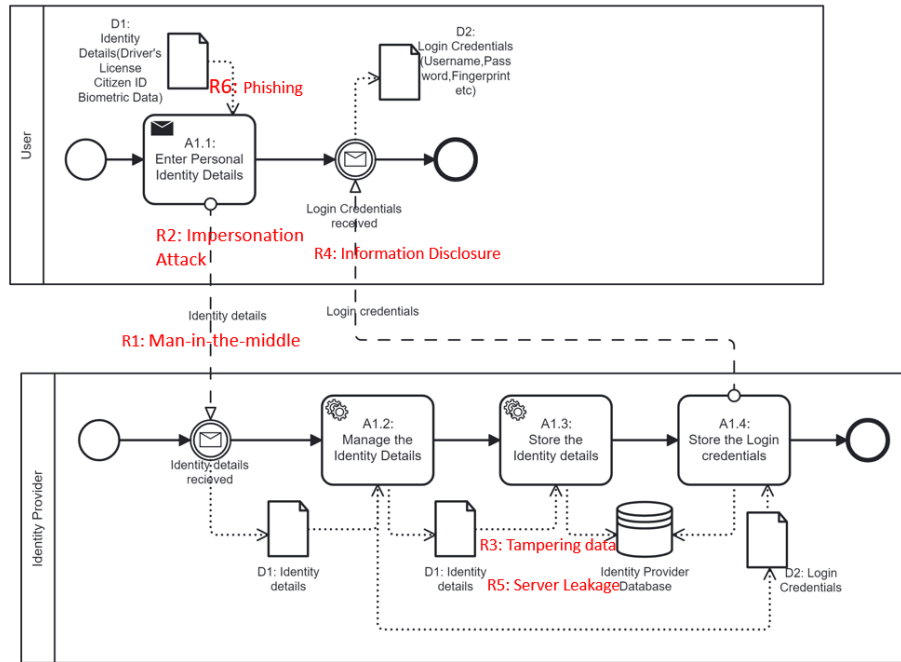 D1:
Identity
Details(Driver's
License
Citizen ID
Biometric Data)
R6: Phishing
D2:
Login Credentials
(Username,Pass
word,Fingerprint
etc)
User
A1.1:
Enter Personal
Identity Details
Login Credentials
received
R2: Impersonation
Attack
R4: Information Disclosure
Identity details
Login credentials
R1: Man-in-the-middle
Identity Provider
Identity details
recieved
A1.2:
Manage the
Identity Details
A1.3:
Store the
Identity details
A1.4:
Store the Login
credentials
D1: Identity
details
D1: Identity
details
R3: Tampering data
R5: Server Leakage
Identity Provider
Database
D2: Login
Credentials